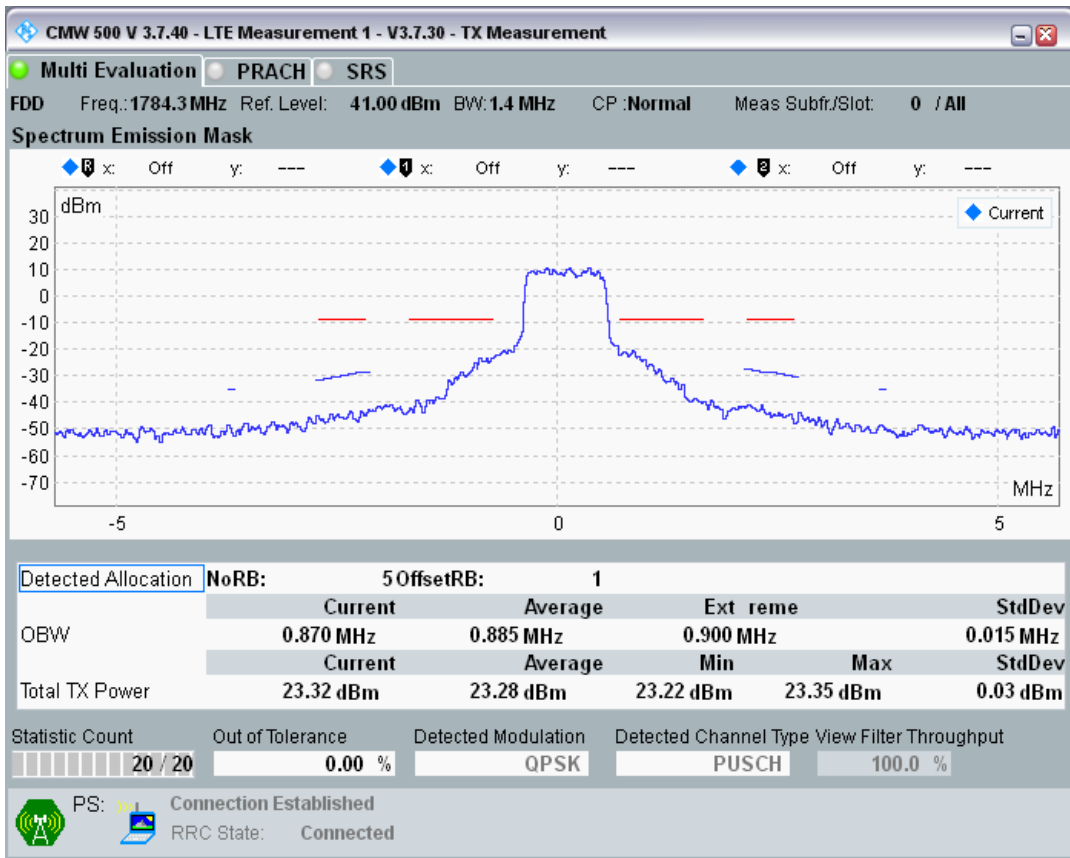 CMW 500 V 3.7.40 - LTE Measurement 1 - V3.7.30 - TX Measurement
Multi Evaluation PRACH SRS
FDD Freq.: 1784.3 MHz Ref. Level: 41.00 dBm BW: 1.4 MHz CP :Normal Meas Subfr./Slot: 0 / All
Spectrum Emission Mask
R x: Off y: --- 1 x: Off y: --- 2 x: Off y: ---
dBm
Current
30
20
10
0
-10
-20
-30
-40
-50
-60
-70
MHz
-5 0 5
Detected Allocation NoRB: 5 OffsetRB: 1
Current Average Ext reme StdDev
OBW 0.870 MHz 0.885 MHz 0.900 MHz 0.015 MHz
Current Average Min Max StdDev
Total TX Power 23.32 dBm 23.28 dBm 23.22 dBm 23.35 dBm 0.03 dBm
Statistic Count Out of Tolerance Detected Modulation Detected Channel Type View Filter Throughput
20 / 20 0.00 % QPSK PUSCH 100.0 %
PS: Connection Established
RRC State: Connected